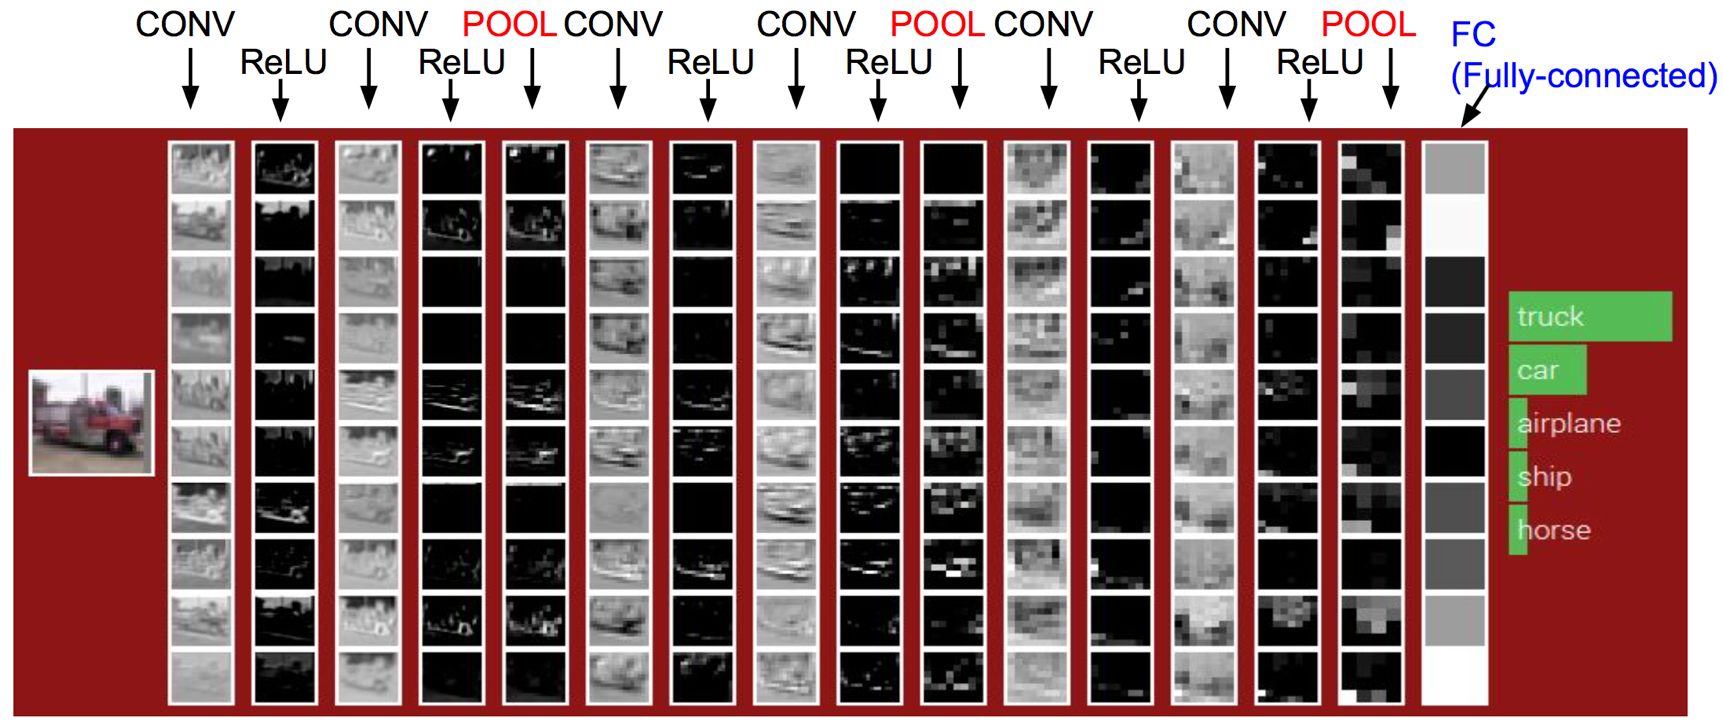 CONV
ReLU
CONV
ReLU
POOL
CONV
ReLU
CONV
ReLU
POOL
CONV
ReLU
CONV
ReLU
POOL
FC
(Fully-connected)
truck
car
airplane
ship
horse